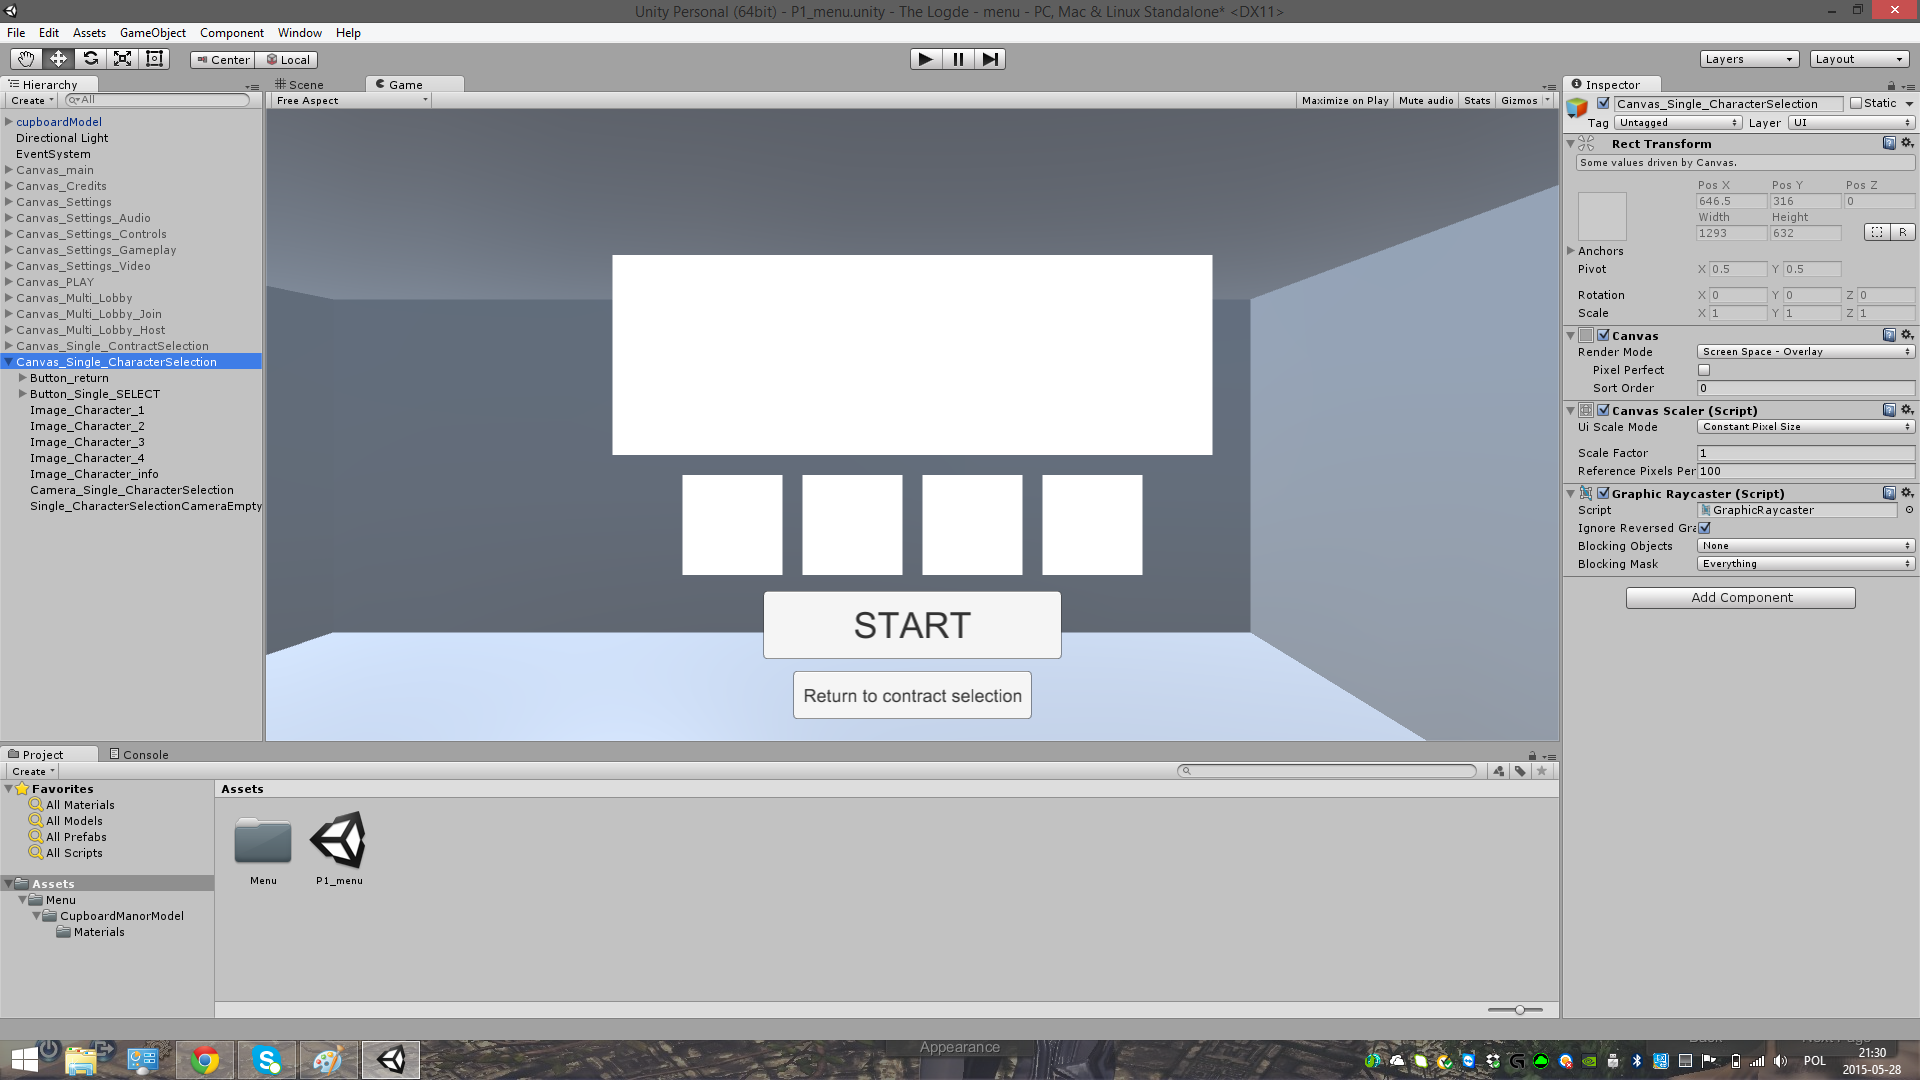 Unity Personal (64bit) - P1_menu.unity - The Logde - menu - PC, Mac & Linux Standalone* <DX11>
File Edit Assets GameObject Component Window Help
Center Local Layers Layout
Hierarchy
Create All
cupboardModel
Directional Light
EventSystem
Canvas_main
Canvas_Credits
Canvas_Settings
Canvas_Settings_Audio
Canvas_Settings_Controls
Canvas_Settings_Gameplay
Canvas_Settings_Video
Canvas_PLAY
Canvas_Multi_Lobby
Canvas_Multi_Lobby_Join
Canvas_Multi_Lobby_Host
Canvas_Single_ContractSelection
Canvas_Single_CharacterSelection
Button_return
Button_Single_SELECT
Image_Character_1
Image_Character_2
Image_Character_3
Image_Character_4
Image_Character_info
Camera_Single_CharacterSelection
Single_CharacterSelectionCameraEmpty
Scene Game
Free Aspect Maximize on Play Mute audio Stats Gizmos
START
Return to contract selection
Inspector
Canvas_Single_CharacterSelection Static
Tag Untagged Layer UI
Rect Transform
Some values driven by Canvas.
Pos X Pos Y Pos Z
646.5 316 0
Width Height
1293 632 R
Anchors
Pivot X 0.5 Y 0.5
Rotation X 0 Y 0 Z 0
Scale X 1 Y 1 Z 1
Canvas
Render Mode Screen Space - Overlay
Pixel Perfect
Sort Order 0
Canvas Scaler (Script)
Ui Scale Mode Constant Pixel Size
Scale Factor 1
Reference Pixels Per 100
Graphic Raycaster (Script)
Script GraphicRaycaster
Ignore Reversed Gra
Blocking Objects None
Blocking Mask Everything
Add Component
Project Console
Create
Favorites
All Materials
All Models
All Prefabs
All Scripts
Assets
Menu
CupboardManorModel
Materials
Assets
Menu P1_menu
Appearance
POL
21:30
2015-05-28